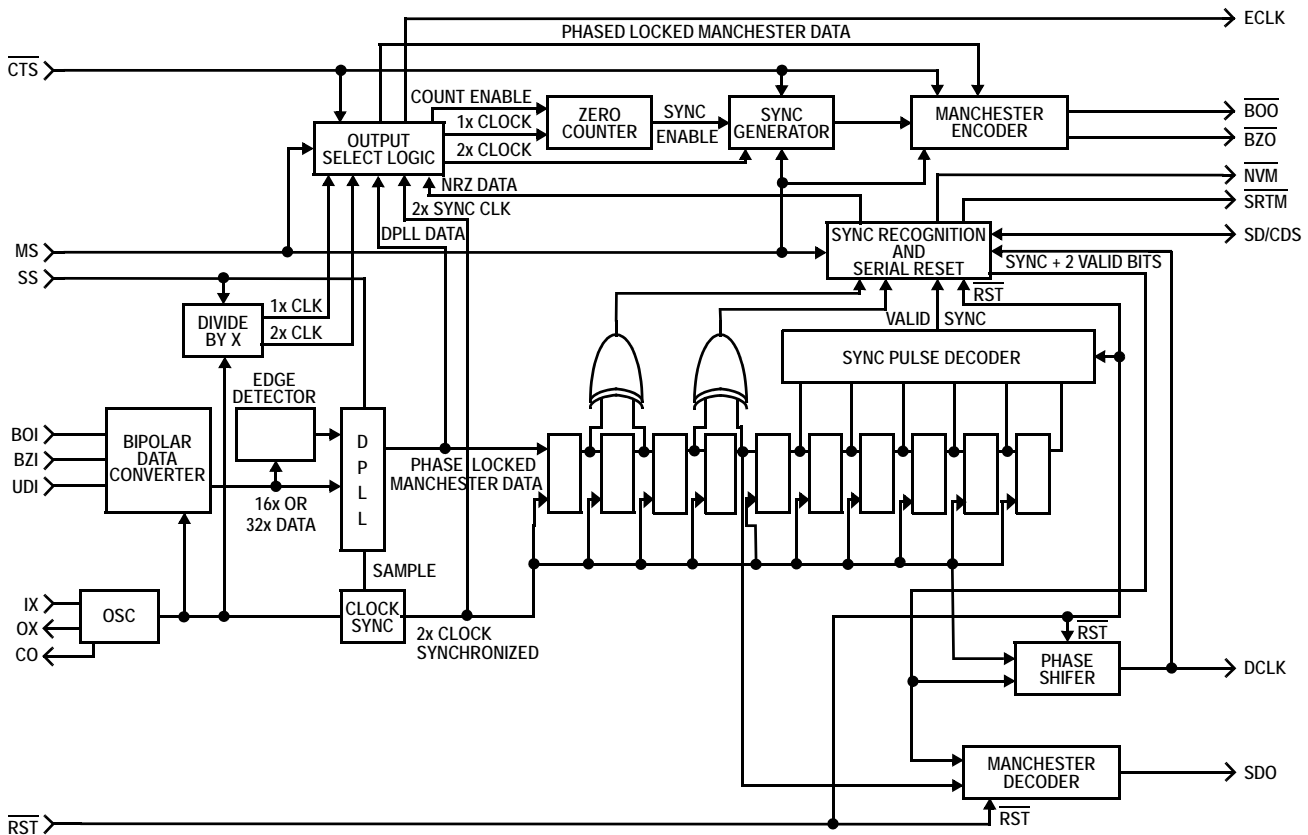 ECLK
PHASED LOCKED MANCHESTER DATA
CTS
COUNT ENABLE
1x CLOCK
2x CLOCK
OUTPUT
SELECT LOGIC
ZERO
COUNTER
SYNC
ENABLE
SYNC
GENERATOR
MANCHESTER
ENCODER
BOO
BZO
NRZ DATA
2x SYNC CLK
DPLL DATA
NVM
SRTM
MS
SYNC RECOGNITION
AND
SERIAL RESET
SD/CDS
SYNC + 2 VALID BITS
SS
RST
1x CLK
2x CLK
DIVIDE
BY X
VALID SYNC
SYNC PULSE DECODER
EDGE
DETECTOR
BOI
BZI
UDI
BIPOLAR
DATA
CONVERTER
16x OR
32x DATA
D
P
L
L
PHASE LOCKED
MANCHESTER DATA
SAMPLE
IX
OX
CO
OSC
CLOCK
SYNC
2x CLOCK
SYNCHRONIZED
RST
PHASE
SHIFER
DCLK
MANCHESTER
DECODER
SDO
RST
RST